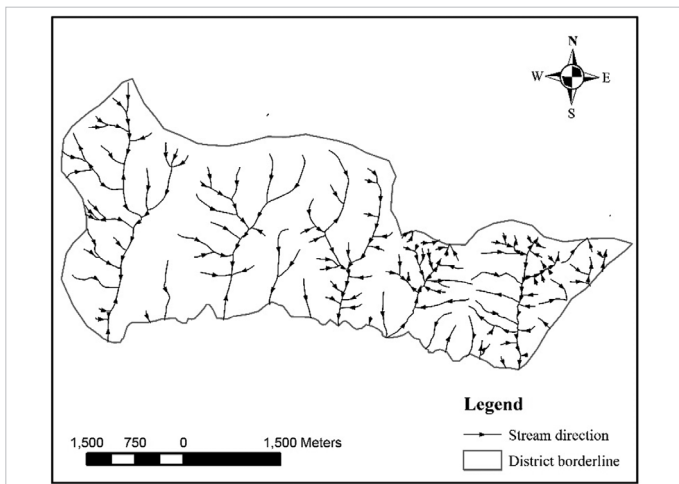 N
W E
S
Legend
Stream direction
District borderline
1,500 750 0 1,500 Meters